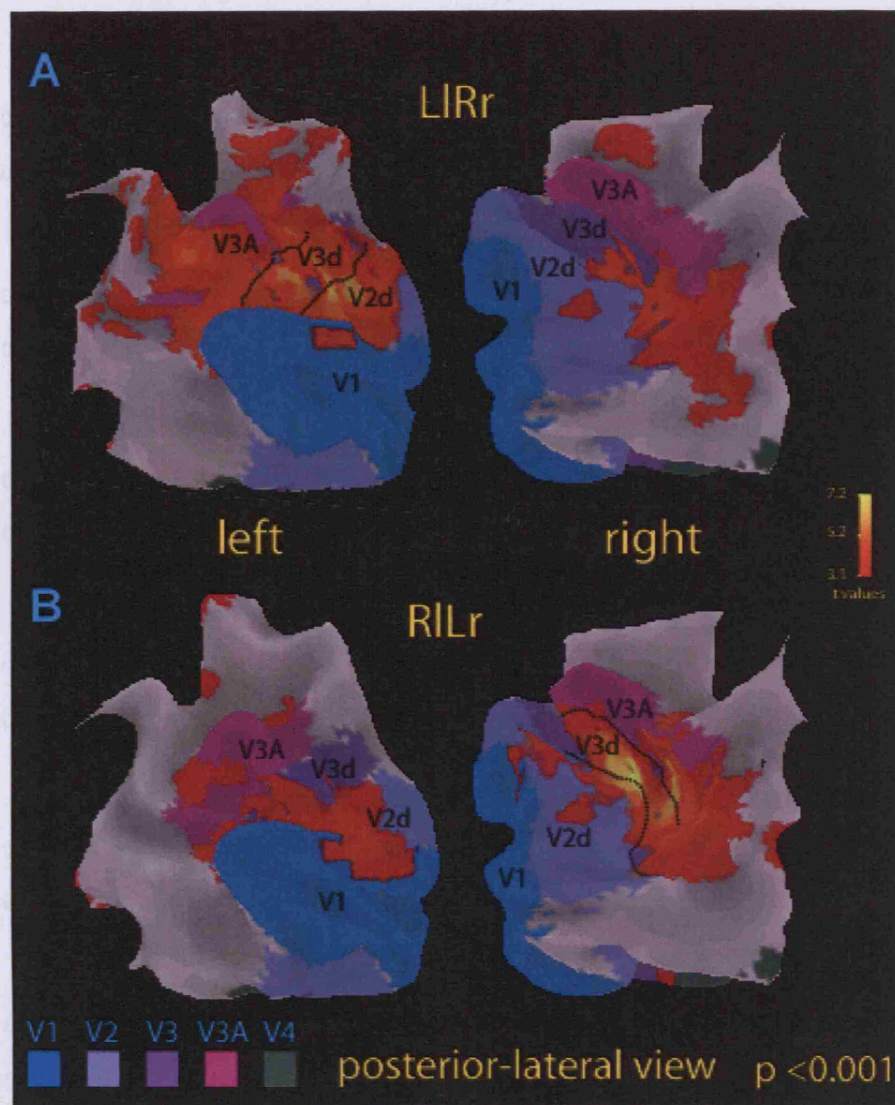 A
LlRr
V3A
V3d
V2d
V1
V3A
V3d
V2d
V1
left
right
7.2
5.2
3.1
t values
B
RlLr
V3A
V3d
V2d
V1
V3A
V3d
V2d
V1
V1 V2 V3 V3A V4
posterior-lateral view p <0.001